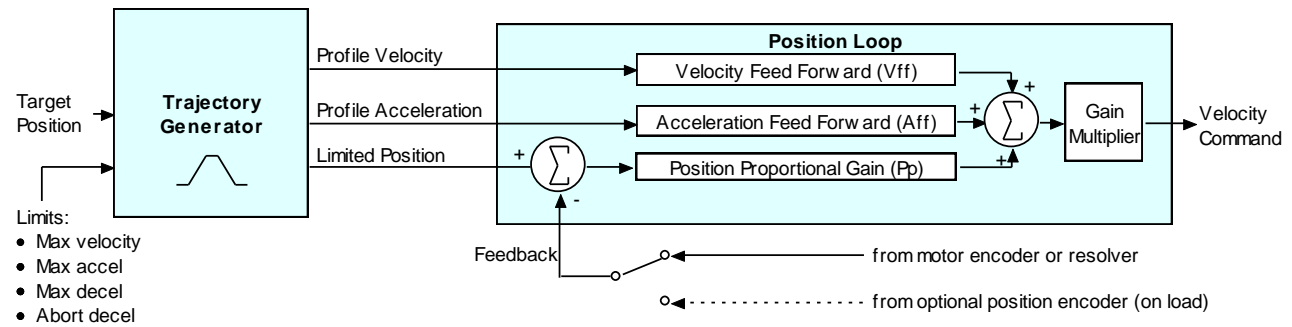 Position Loop
Profile Velocity
Velocity Feed Forward (Vff)
+
Target
Position
Trajectory
Generator
Profile Acceleration
Acceleration Feed Forward (Aff)
+
Σ
Gain
Multiplier
Velocity
Command
Limited Position
+
Σ
-
Position Proportional Gain (Pp)
+
Limits:
• Max velocity
• Max accel
• Max decel
• Abort decel
Feedback
from motor encoder or resolver
from optional position encoder (on load)